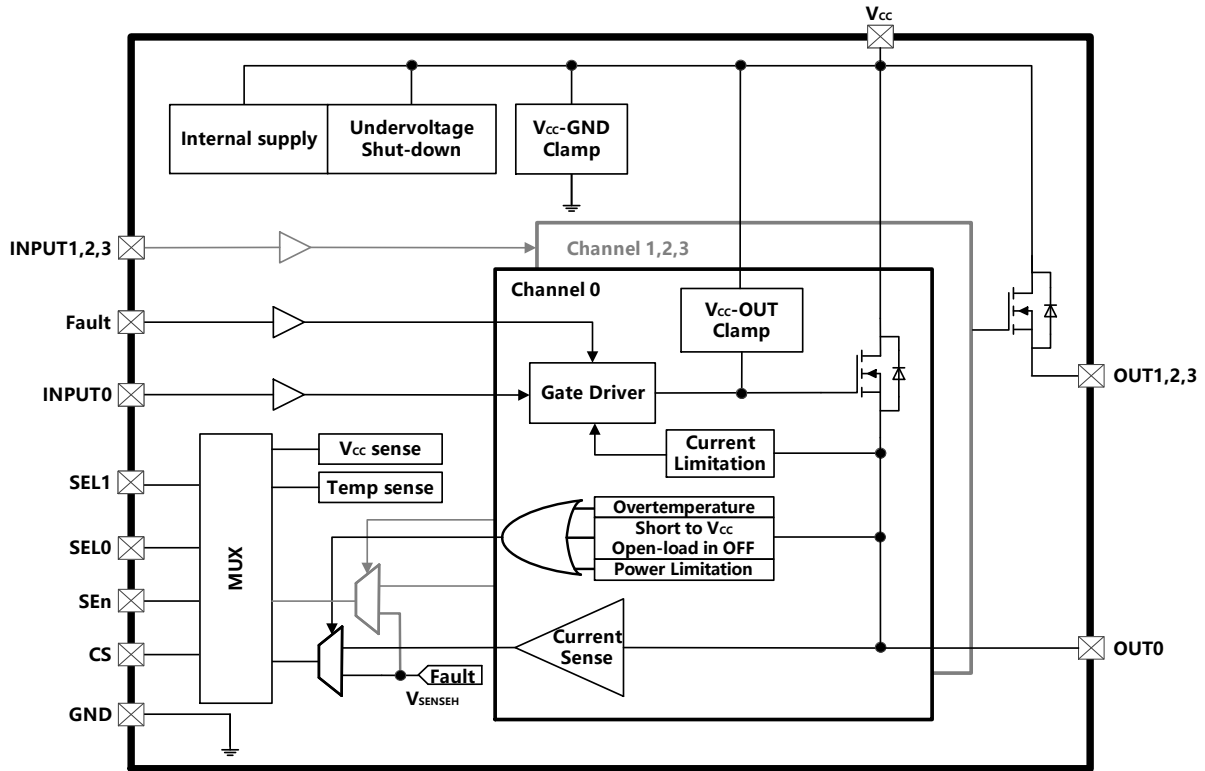 Vcc
Internal supply
Undervoltage
Shut-down
Vcc-GND
Clamp
INPUT1,2,3
Channel 1,2,3
Channel 0
Fault
Vcc-OUT
Clamp
INPUT0
Gate Driver
OUT1,2,3
Vcc sense
Current
Limitation
SEL1
Temp sense
Overtemperature
Short to Vcc
Open-load in OFF
Power Limitation
SEL0
MUX
SEn
CS
Current
Sense
OUT0
Fault
VSENSEH
GND